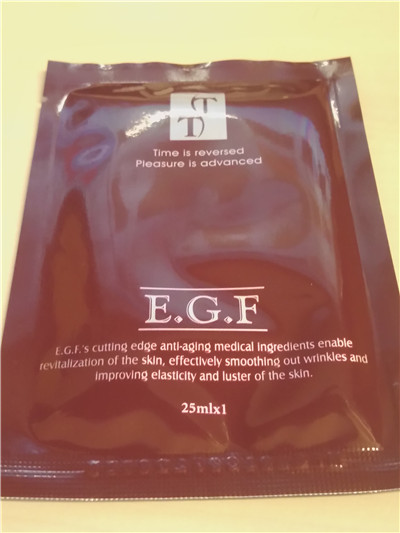 TT
Time is reversed
Pleasure is advanced
E.G.F
E.G.F.'s cutting edge anti-aging medical ingredients enable
revitalization of the skin, effectively smoothing out wrinkles and
improving elasticity and luster of the skin.
25mlx1